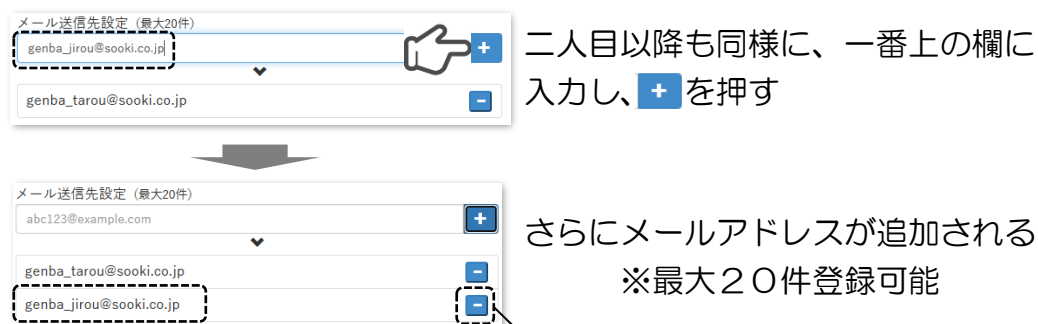 メール送信先設定（最大20件）
genba_jirou@sooki.co.jp
+
genba_tarou@sooki.co.jp
-
二人目以降も同様に、一番上の欄に
入力し、+ を押す
メール送信先設定（最大20件）
abc123@example.com
+
genba_tarou@sooki.co.jp
-
genba_jirou@sooki.co.jp
-
さらにメールアドレスが追加される
※最大２０件登録可能